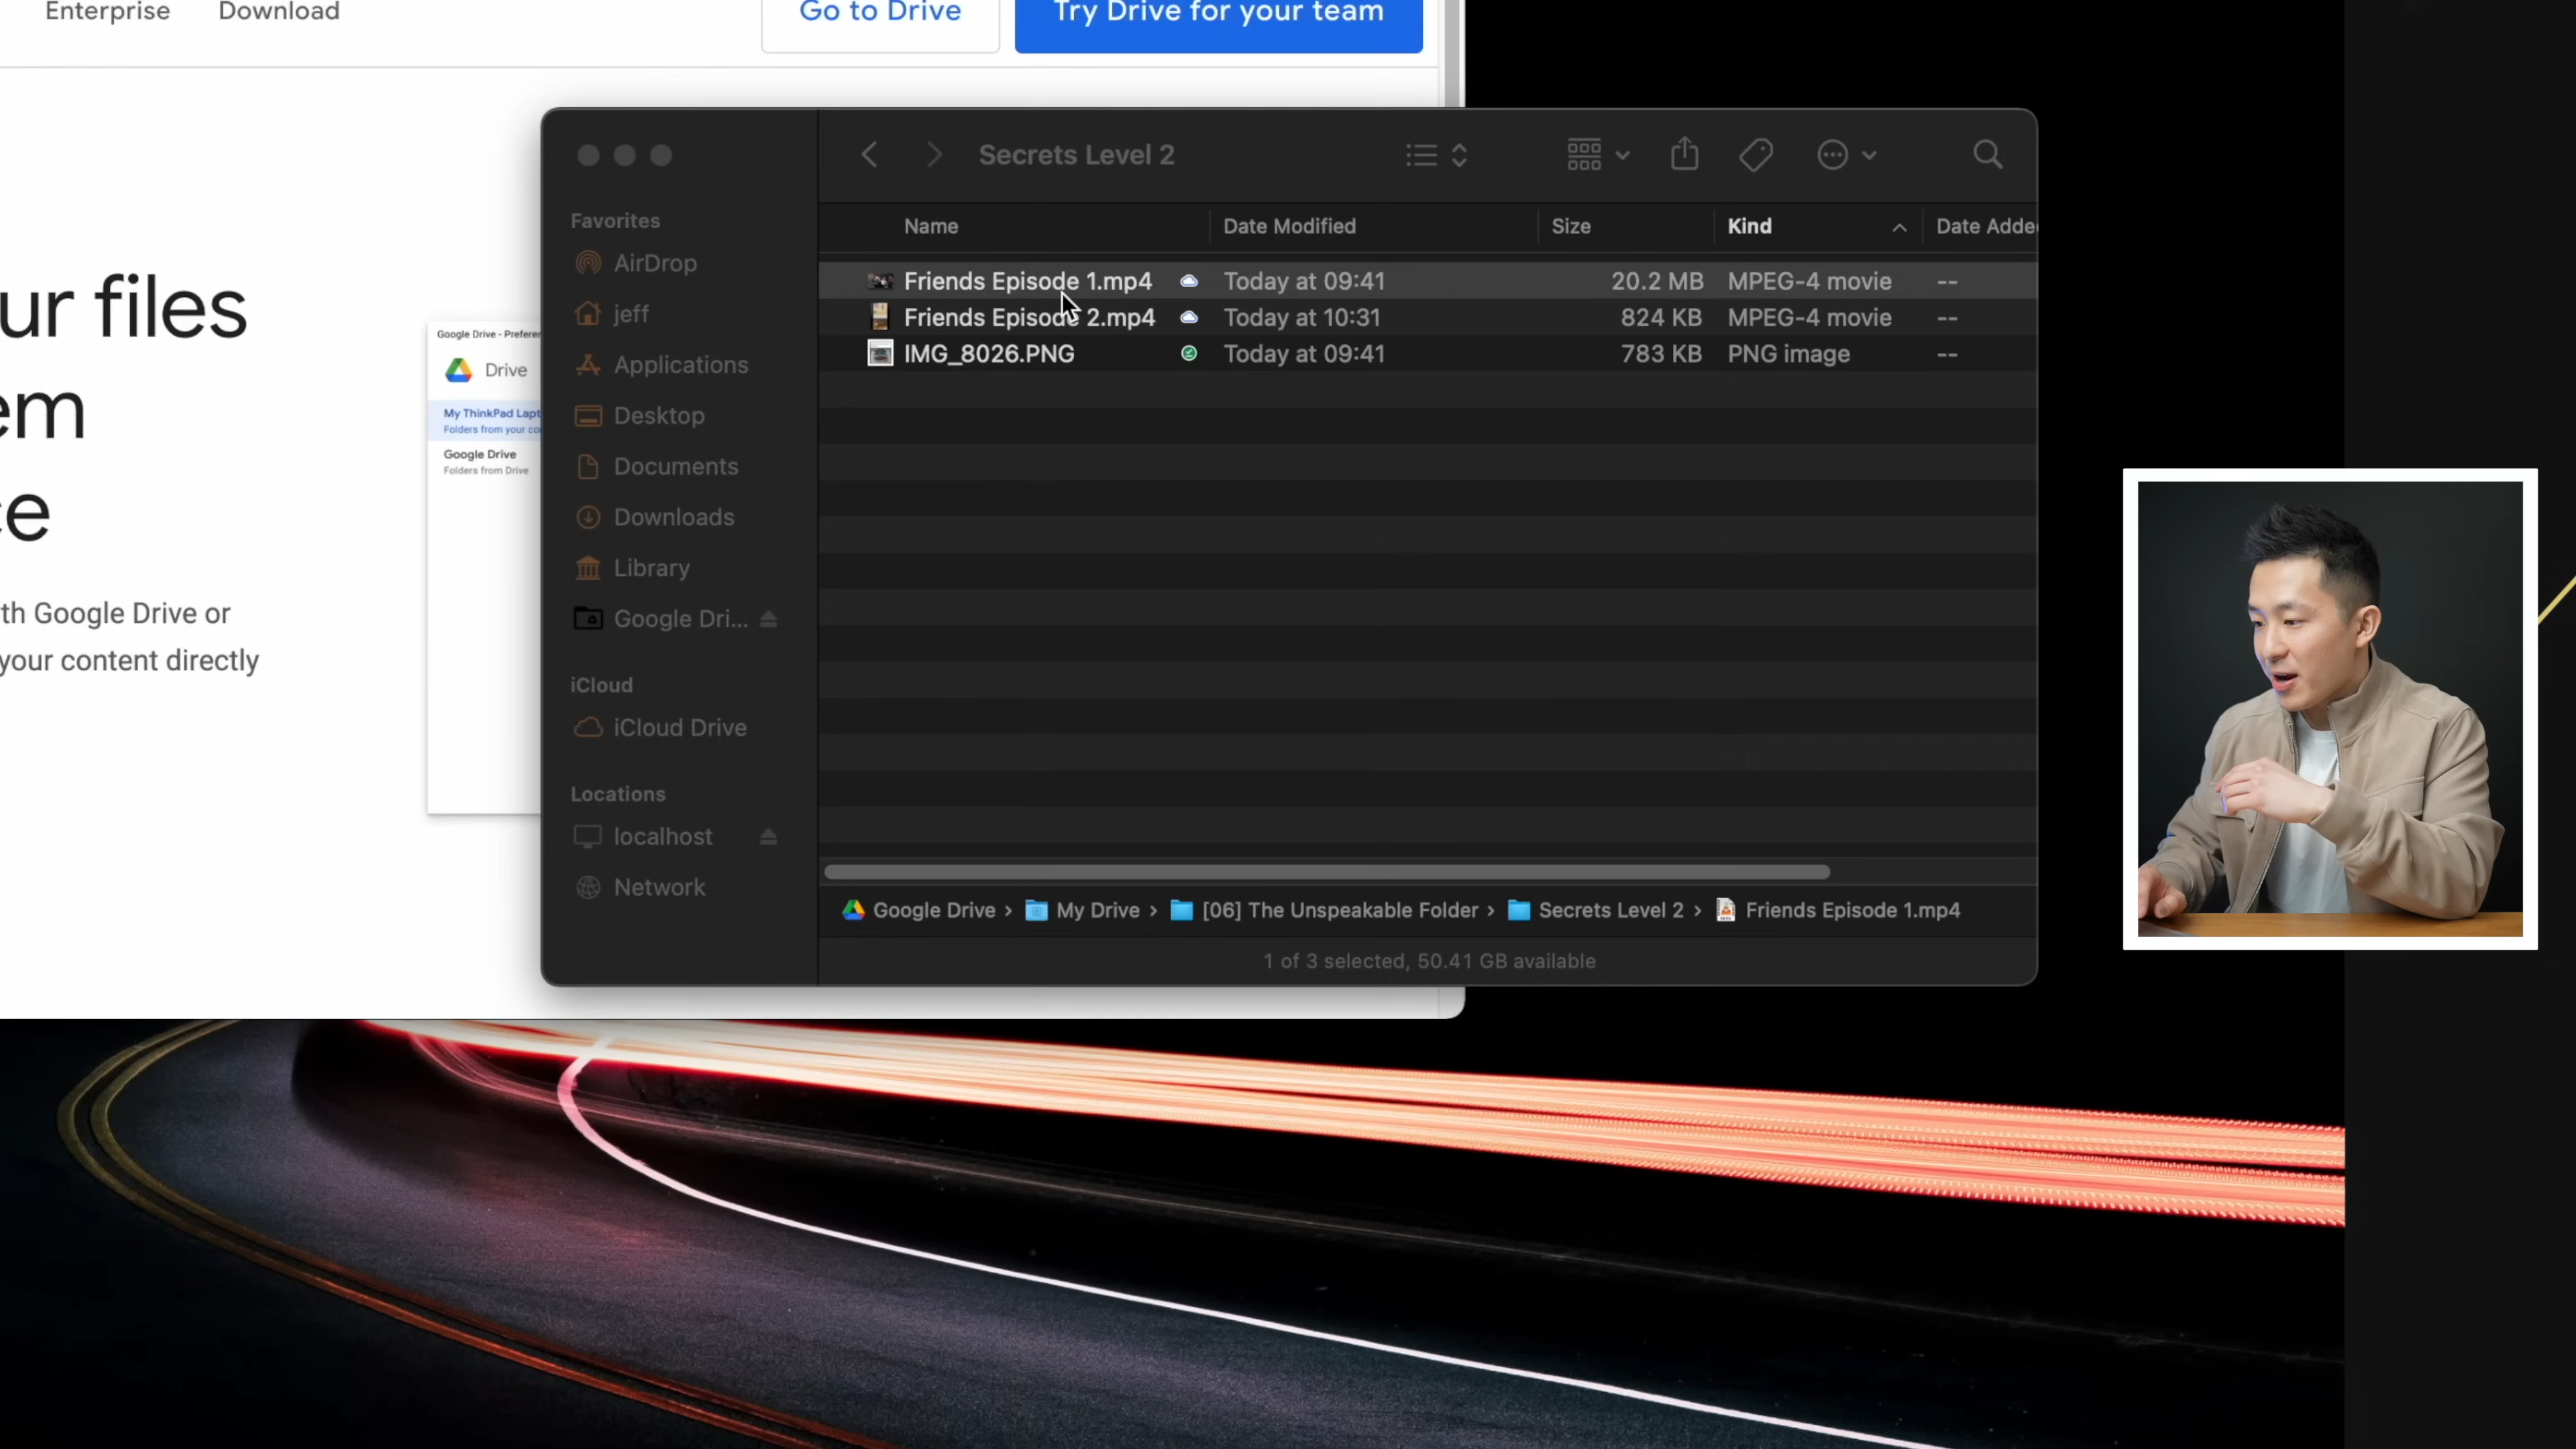 Enterprise Download Go to Drive Try Drive for your team
ur files
em
ce
th Google Drive or
your content directly
Google Drive - Preferen
Drive
My ThinkPad Lapt
Folders from your co
Google Drive
Folders from Drive
Secrets Level 2
Favorites
AirDrop
jeff
Applications
Desktop
Documents
Downloads
Library
Google Dri...
iCloud
iCloud Drive
Locations
localhost
Network
Name Date Modified Size Kind Date Adde
Friends Episode 1.mp4 Today at 09:41 20.2 MB MPEG-4 movie --
Friends Episode 2.mp4 Today at 10:31 824 KB MPEG-4 movie --
IMG_8026.PNG Today at 09:41 783 KB PNG image --
Google Drive › My Drive › [06] The Unspeakable Folder › Secrets Level 2 › Friends Episode 1.mp4
1 of 3 selected, 50.41 GB available